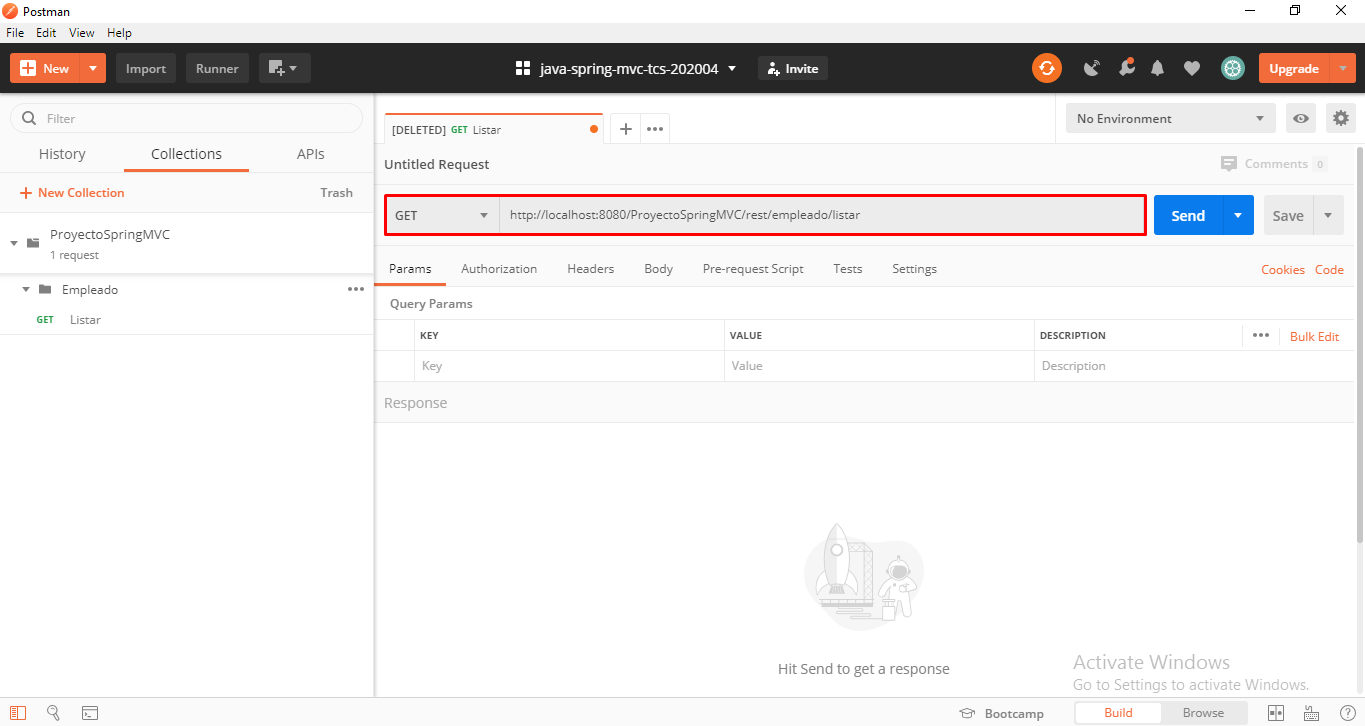 Postman
File Edit View Help
New Import Runner java-spring-mvc-tcs-202004 Invite Upgrade
Filter
History Collections APIs
New Collection Trash
ProyectoSpringMVC
1 request
Empleado
GET Listar
[DELETED] GET Listar
No Environment
Untitled Request
Comments 0
GET http://localhost:8080/ProyectoSpringMVC/rest/empleado/listar Send Save
Params Authorization Headers Body Pre-request Script Tests Settings Cookies Code
Query Params
KEY VALUE DESCRIPTION Bulk Edit
Key Value Description
Response
Hit Send to get a response
Activate Windows
Go to Settings to activate Windows.
Bootcamp Build Browse